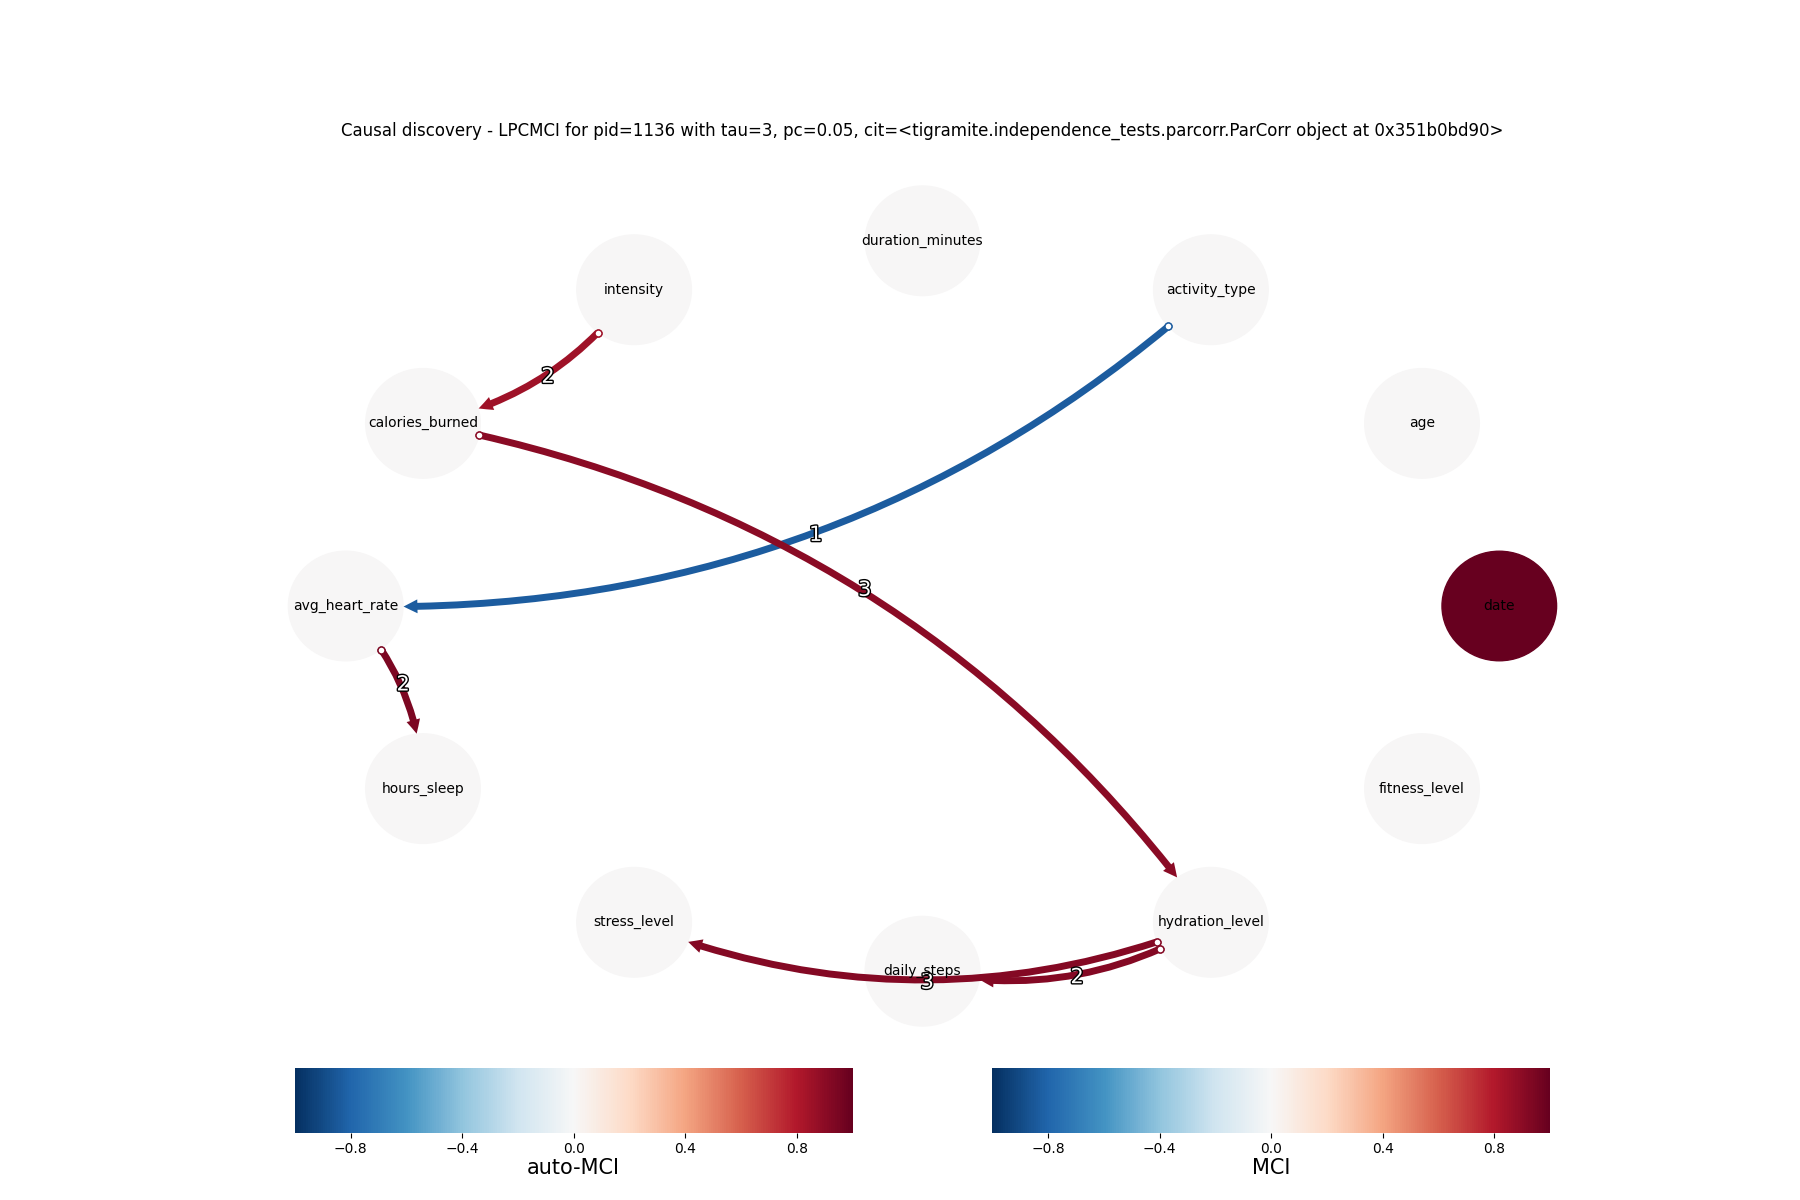 Causal discovery - LPCMCI for pid=1136 with tau=3, pc=0.05, cit=<tigramite.independence_tests.parcorr.ParCorr object at 0x351b0bd90>
duration_minutes
intensity
activity_type
2
calories_burned
age
1
3
avg_heart_rate
date
2
hours_sleep
fitness_level
stress_level
hydration_level
daily_steps
3
2
−0.8 −0.4 0.0 0.4 0.8
auto-MCI
−0.8 −0.4 0.0 0.4 0.8
MCI